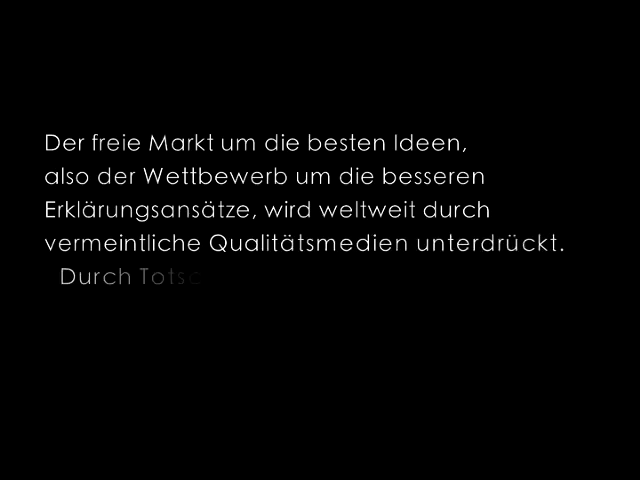 Der freie Markt um die besten Ideen,
also der Wettbewerb um die besseren
Erklärungsansätze, wird weltweit durch
vermeintliche Qualitätsmedien unterdrückt.
Durch Totsc